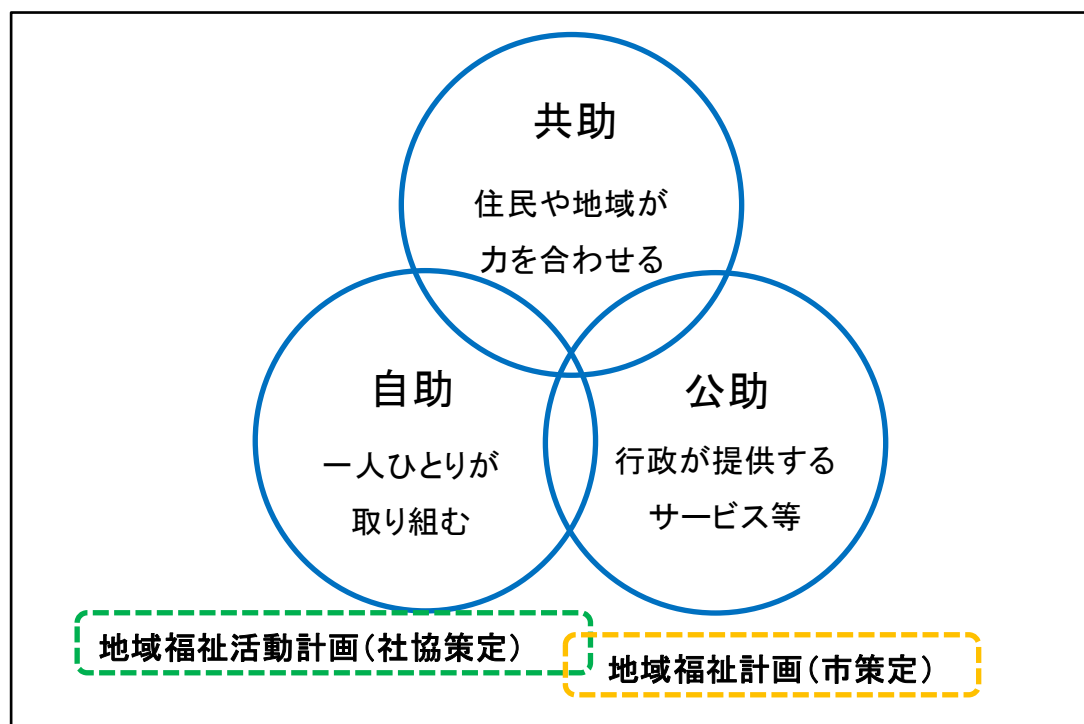 共助
住民や地域が
力を合わせる
自助
一人ひとりが
取り組む
公助
行政が提供する
サービス等
地域福祉活動計画（社協策定）
地域福祉計画（市策定）